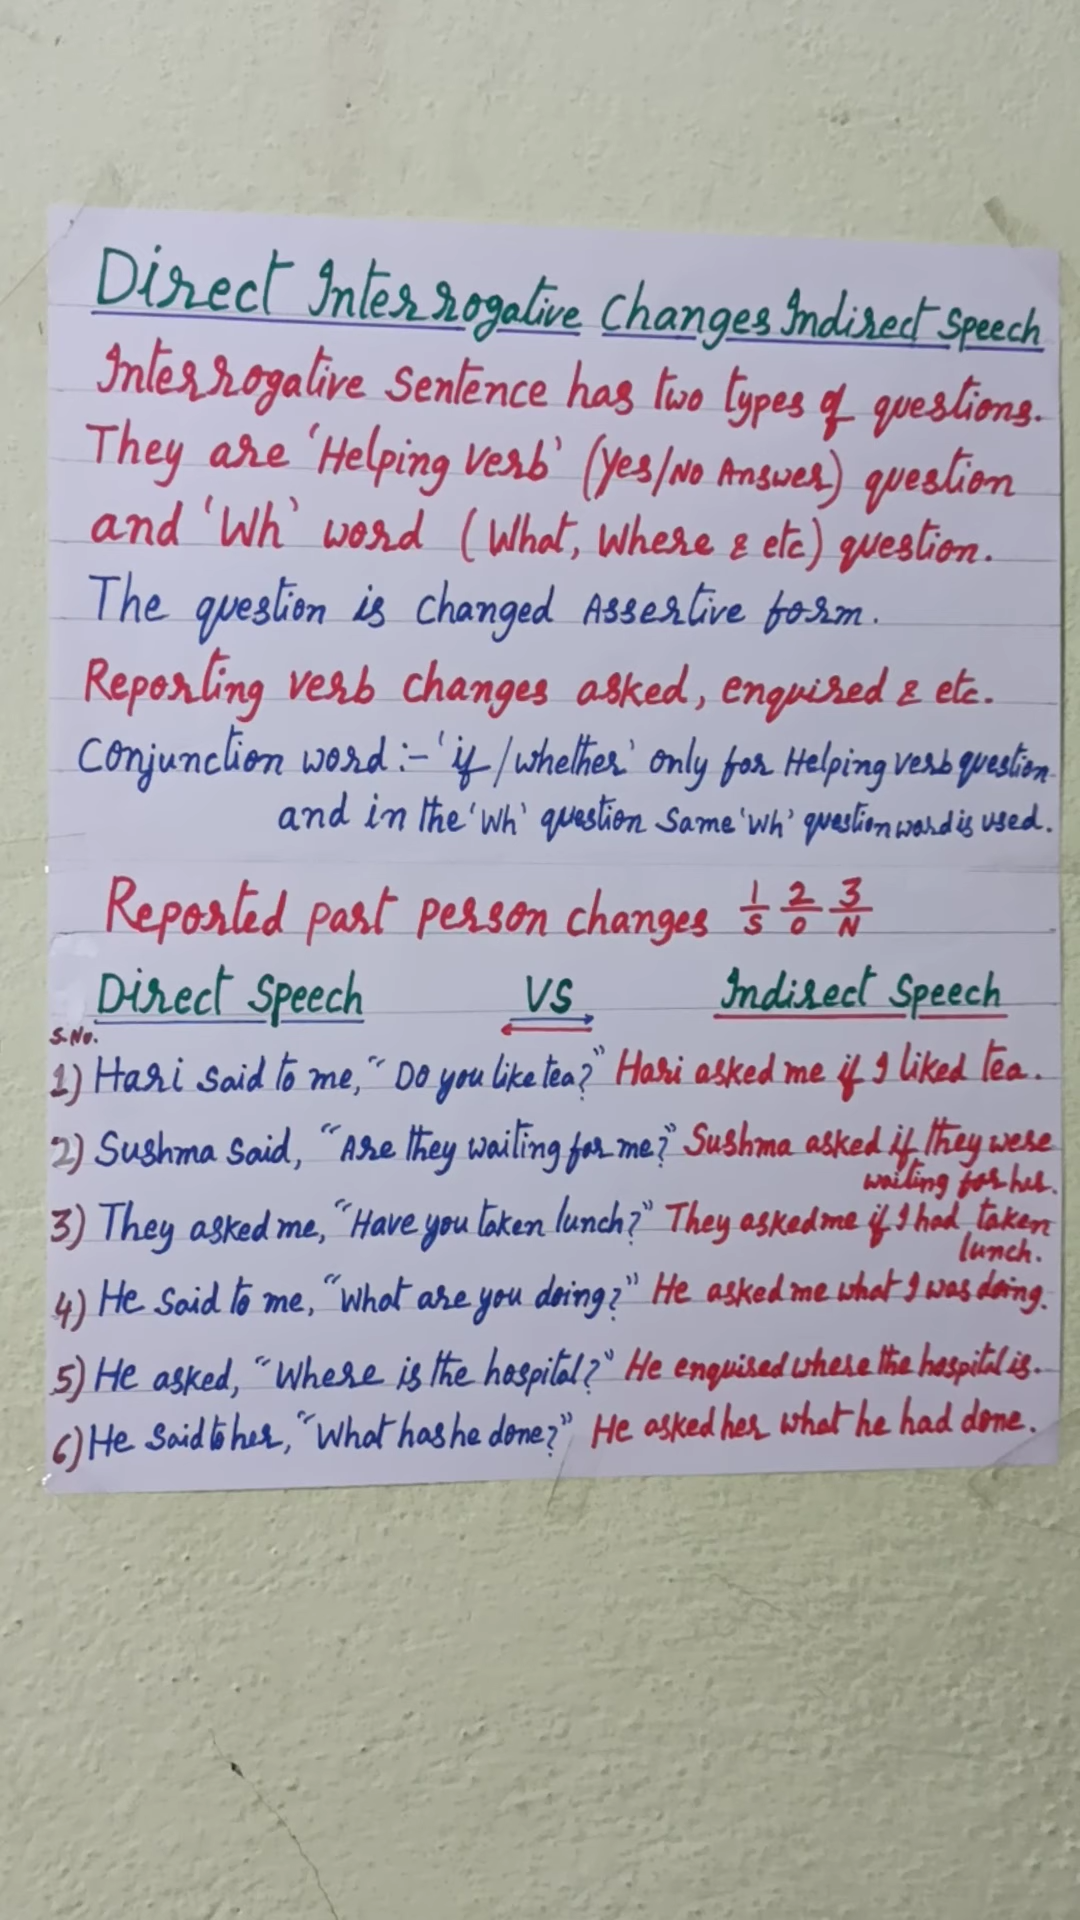 Direct Interrogative Changes Indirect Speech
Interrogative Sentence has two types of questions.
They are 'Helping verb' (Yes/No Answer) question
and 'Wh' word (What, Where & etc) question.
The question is changed Assertive form.
Reporting verb changes asked, enquired & etc.
Conjunction word :- 'if/whether' only for Helping verb question
and in the 'Wh' question Same 'Wh' question word is used.
Reported part person changes 1/S 2/O 3/N
Direct Speech VS Indirect Speech
S.No.
1) Hari Said to me, "Do you like tea?" Hari asked me if I liked tea.
2) Sushma Said, "Are they waiting for me?" Sushma asked if they were
waiting for her.
3) They asked me, "Have you taken lunch?" They asked me if I had taken
lunch.
4) He Said to me, "What are you doing?" He asked me what I was doing.
5) He asked, "Where is the hospital?" He enquired where the hospital is.
6) He Said to her, "What has he done?" He asked her what he had done.